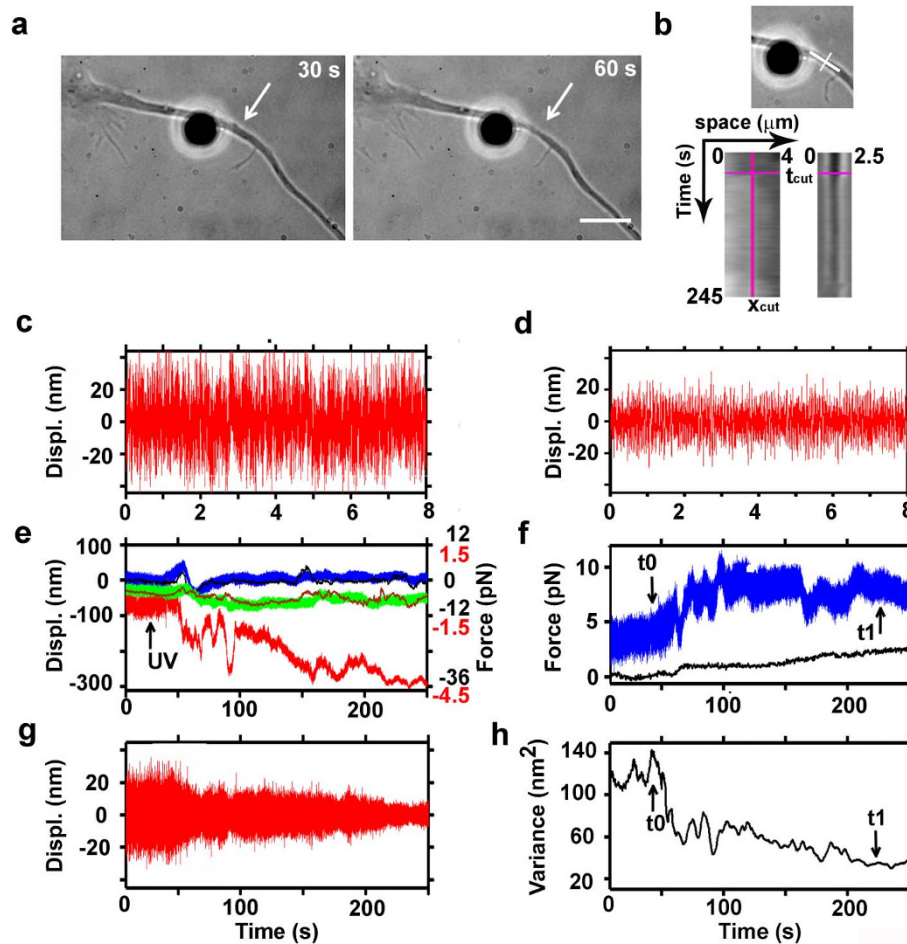 a
30 s
60 s
b
space (μm)
Time (s)
0
4
0
2.5
tcut
245
xcut
c
Displ. (nm)
20
0
-20
0 2 4 6 8
d
Displ. (nm)
20
0
-20
0 2 4 6 8
e
Displ. (nm)
100
0
-100
-300
UV
12
1.5
0
-12
-1.5
-36
-4.5
Force (pN)
0 100 200
f
Force (pN)
10
5
0
t0
t1
0 100 200
g
Displ. (nm)
20
0
-20
0 100 200
Time (s)
h
Variance (nm2)
140
100
60
20
t0
t1
0 100 200
Time (s)